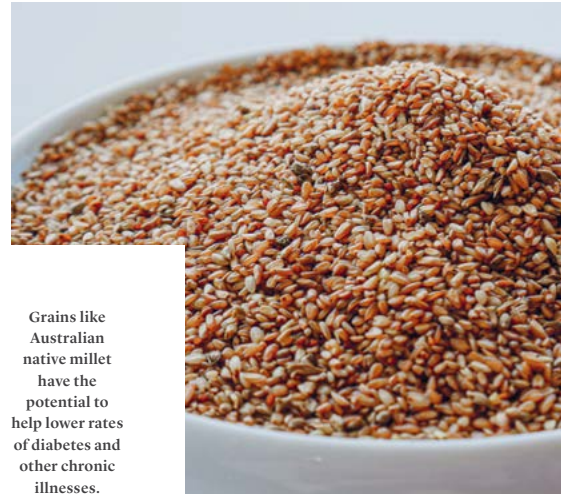 Grains like
Australian
native millet
have the
potential to
help lower rates
of diabetes and
other chronic
illnesses.